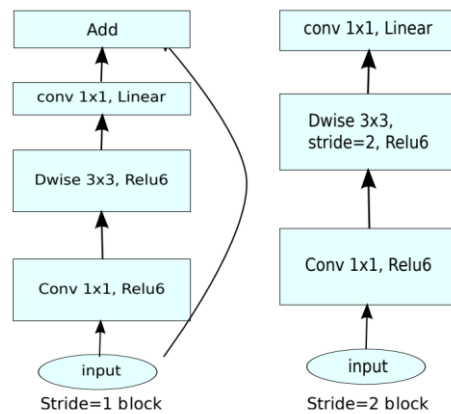 Add
conv 1x1, Linear
Dwise 3x3, Relu6
Conv 1x1, Relu6
input
Stride=1 block
conv 1x1, Linear
Dwise 3x3,
stride=2, Relu6
Conv 1x1, Relu6
input
Stride=2 block